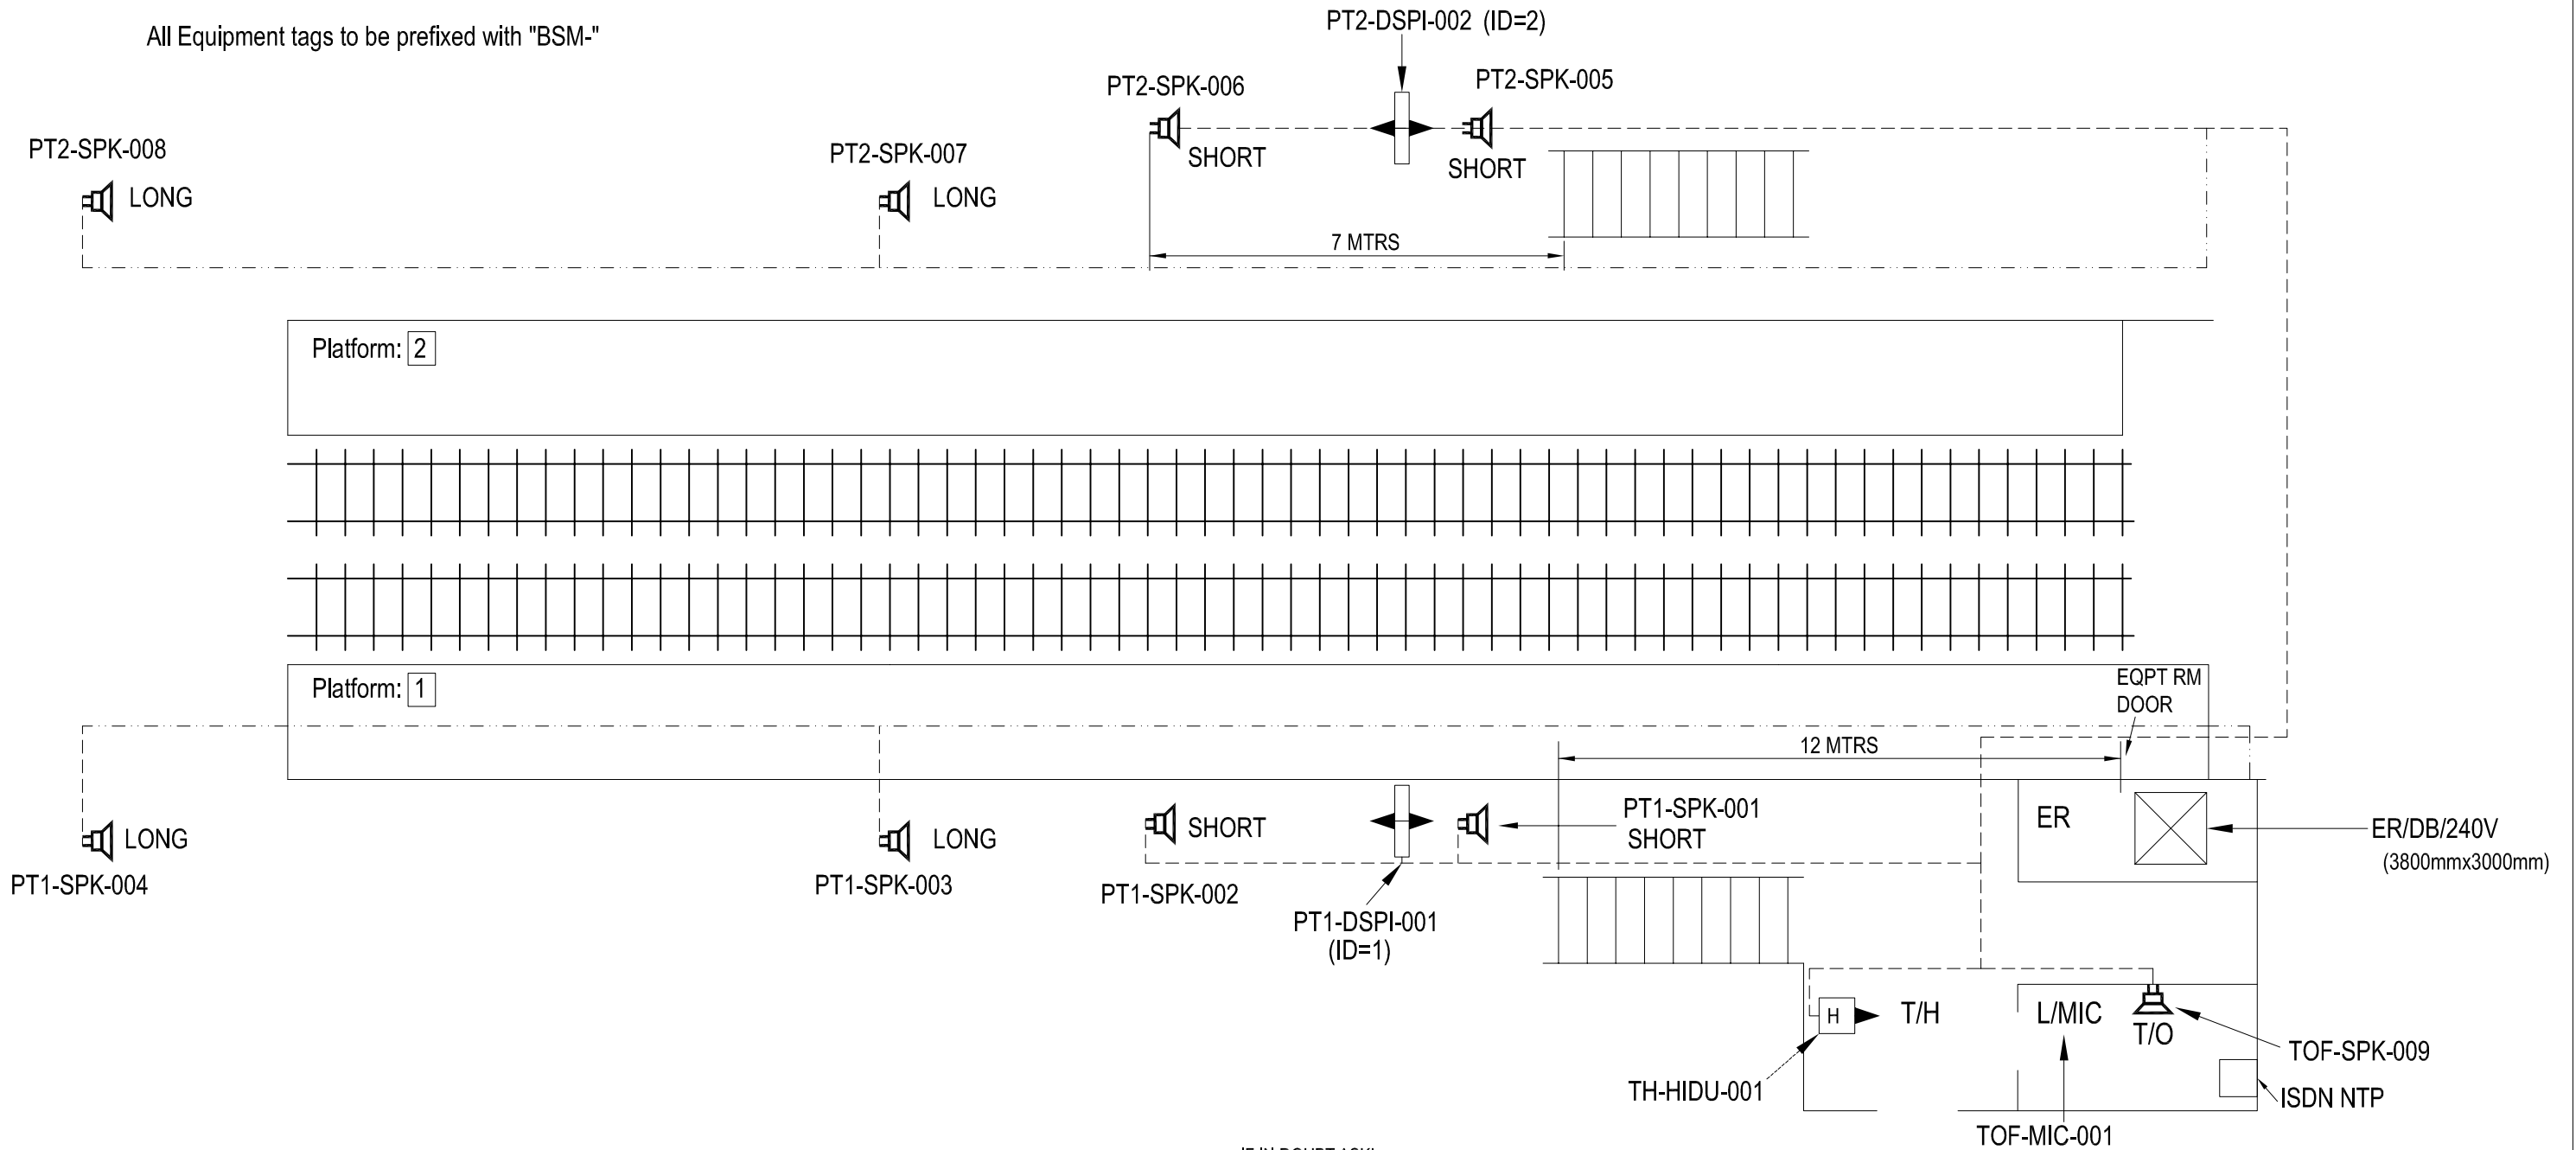 PT2-DSPI-002 (ID=2)
All Equipment tags to be prefixed with "BSM-"
PT2-SPK-006
PT2-SPK-005
PT2-SPK-008
PT2-SPK-007
SHORT
SHORT
LONG
LONG
7 MTRS
Platform: 2
Platform: 1
EQPT RM
DOOR
12 MTRS
PT1-SPK-001
SHORT
SHORT
ER
ER/DB/240V
(3800mmx3000mm)
LONG
LONG
PT1-SPK-004
PT1-SPK-003
PT1-SPK-002
PT1-DSPI-001
(ID=1)
H
T/H
L/MIC
T/O
TOF-SPK-009
TH-HIDU-001
ISDN NTP
TOF-MIC-001